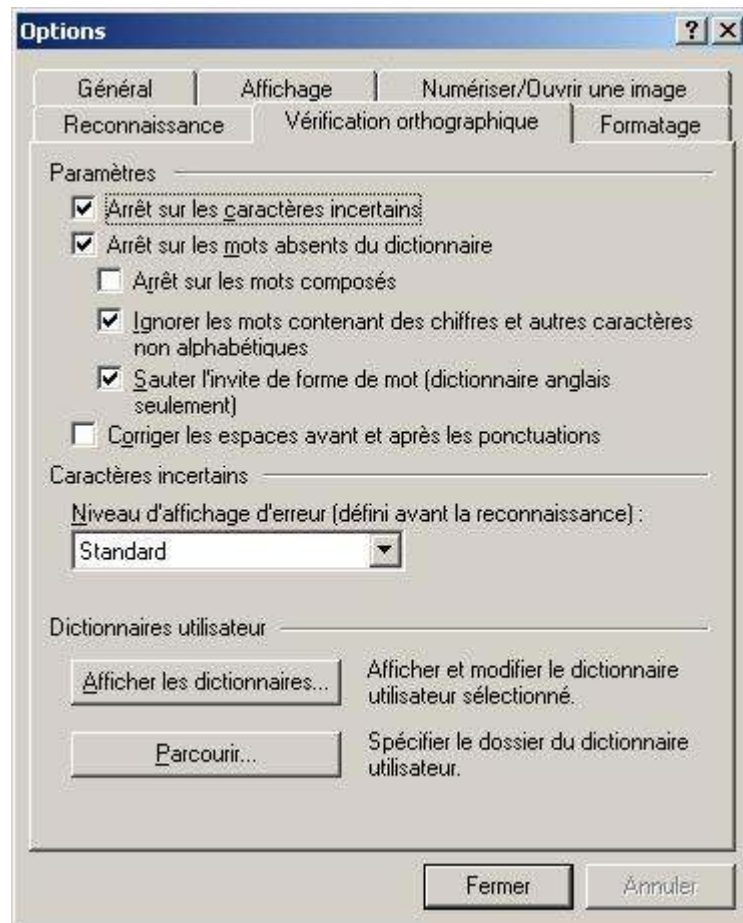 Options
Général Affichage Numériser/Ouvrir une image
Reconnaissance Vérification orthographique Formatage
Paramètres
Arrêt sur les caractères incertains
Arrêt sur les mots absents du dictionnaire
Arrêt sur les mots composés
Ignorer les mots contenant des chiffres et autres caractères
non alphabétiques
Sauter l'invite de forme de mot (dictionnaire anglais
seulement)
Corriger les espaces avant et après les ponctuations
Caractères incertains
Niveau d'affichage d'erreur (défini avant la reconnaissance) :
Standard
Dictionnaires utilisateur
Afficher les dictionnaires...
Afficher et modifier le dictionnaire
utilisateur sélectionné.
Parcourir...
Spécifier le dossier du dictionnaire
utilisateur.
Fermer Annuler